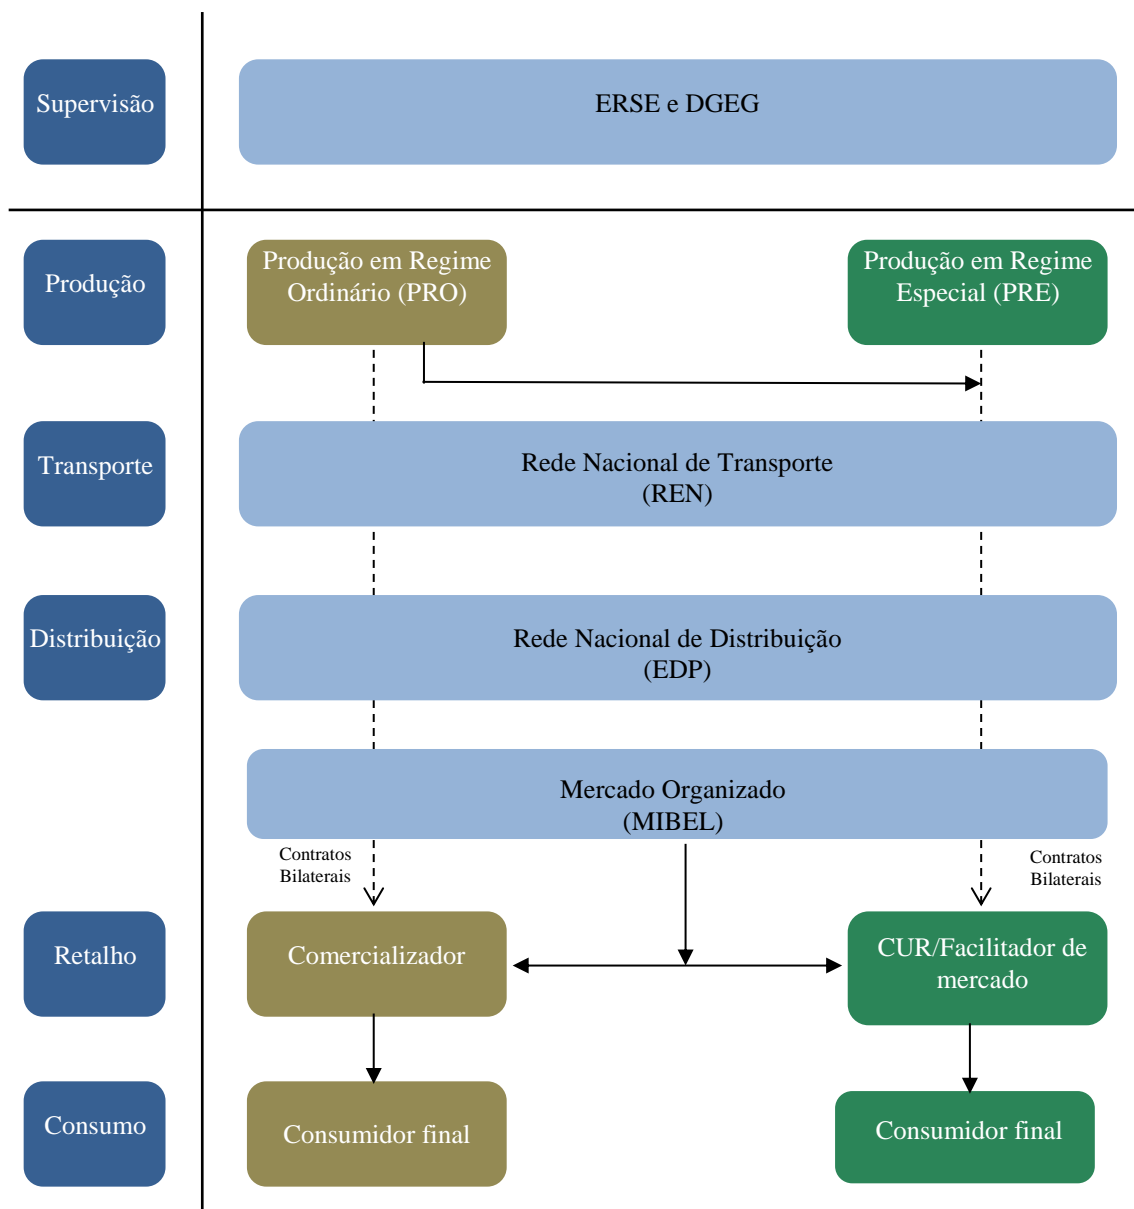 Supervisão
ERSE e DGEG
Produção
Produção em Regime
Ordinário (PRO)
Produção em Regime
Especial (PRE)
Transporte
Rede Nacional de Transporte
(REN)
Distribuição
Rede Nacional de Distribuição
(EDP)
Mercado Organizado
(MIBEL)
Contratos
Bilaterais
Contratos
Bilaterais
Retalho
Comercializador
CUR/Facilitador de
mercado
Consumo
Consumidor final
Consumidor final